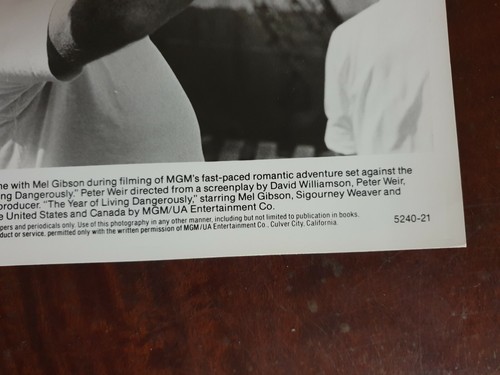 ne with Mel Gibson during filming of MGM's fast-paced romantic adventure set against the
ng Dangerously." Peter Weir directed from a screenplay by David Williamson, Peter Weir,
producer. "The Year of Living Dangerously," starring Mel Gibson, Sigourney Weaver and
e United States and Canada by MGM/UA Entertainment Co.
pers and periodicals only. Use of this photography in any other manner, including but not limited to publication in books,
duct or service, permitted only with the written permission of MGM/UA Entertainment Co., Culver City, California.
5240-21